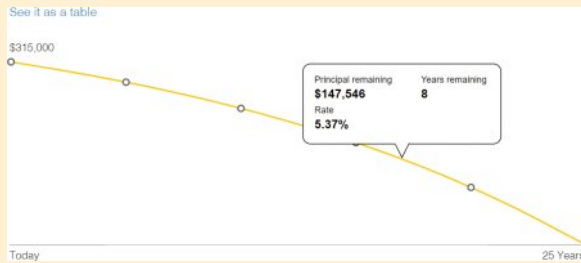 See it as a table
$315,000
Principal remaining Years remaining
$147,546 8
Rate
5.37%
Today 25 Years